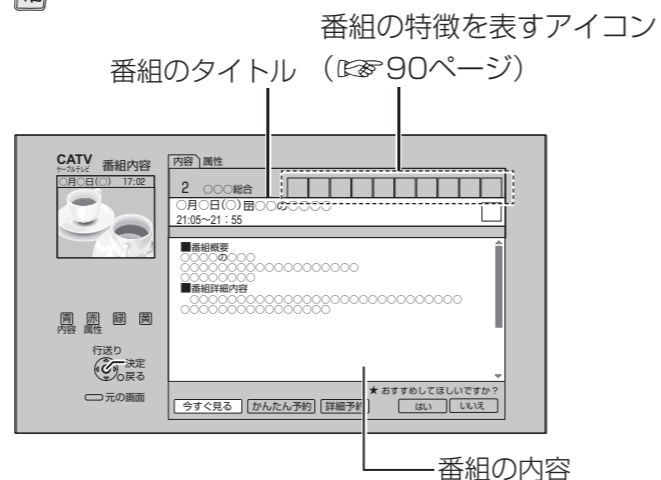 番組の特徴を表すアイコン
番組のタイトル (☞90ページ)
CATV
ケーブルテレビ 番組内容
○月○日(○) 17:02
内容 属性
2 ○○○総合
○月○日(○) ○○の○○○○
21:05~21:55
■番組概要
○○○○の○○○
○○○○○○○○○○○○○○○○○○○
○○○○○○○○
■番組詳細内容
○○○○○○○○○○○○○○○○○○○○○○○○○○○○○
○○○○○○○○○○○○○○○○
青 赤 緑 黄
内容 属性
行送り
決定
戻る
元の画面
★ おすすめしてほしいですか?
今すぐ見る かんたん予約 詳細予約 はい いいえ
番組の内容